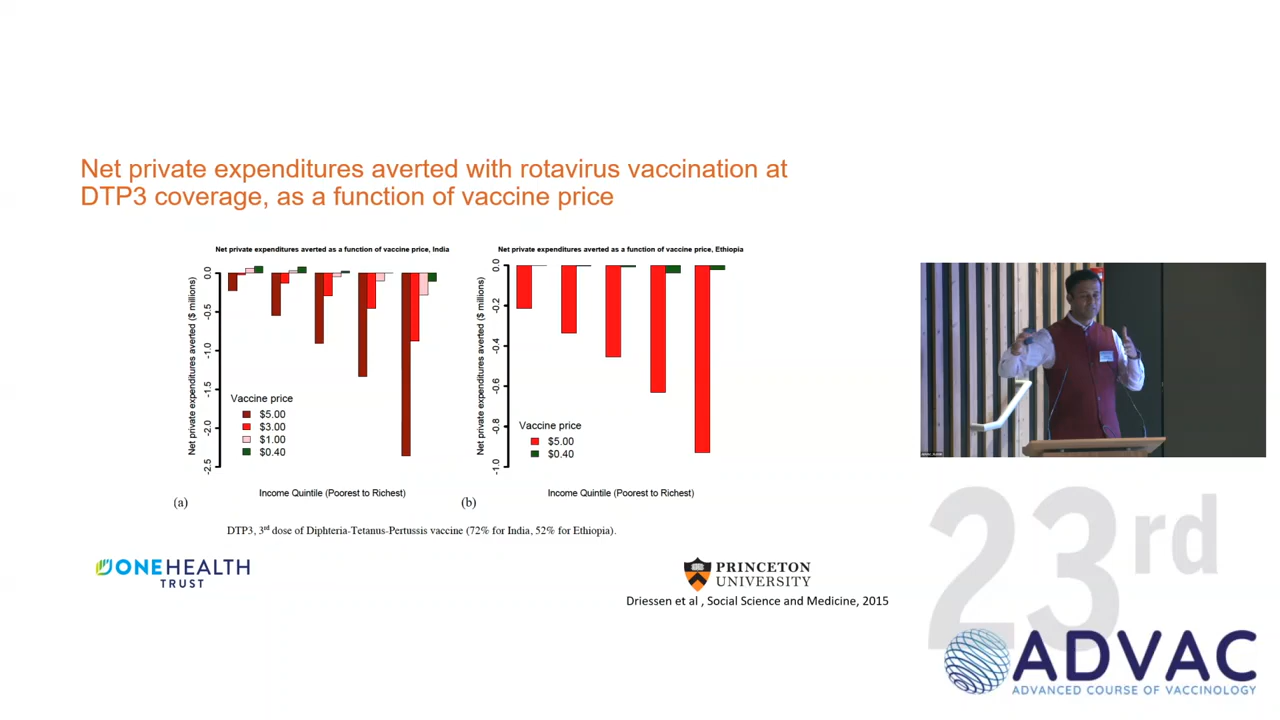 Net private expenditures averted with rotavirus vaccination at
DTP3 coverage, as a function of vaccine price
Net private expenditures averted as a function of vaccine price, India
Net private expenditures averted ($ millions)
0.0
-0.5
-1.0
-1.5
-2.0
-2.5
Vaccine price
$5.00
$3.00
$1.00
$0.40
Income Quintile (Poorest to Richest)
(a)
Net private expenditures averted as a function of vaccine price, Ethiopia
Net private expenditures averted ($ millions)
0.0
-0.2
-0.4
-0.6
-0.8
-1.0
Vaccine price
$5.00
$0.40
Income Quintile (Poorest to Richest)
(b)
DTP3, 3rd dose of Diphteria-Tetanus-Pertussis vaccine (72% for India, 52% for Ethiopia).
ONEHEALTH
TRUST
PRINCETON
UNIVERSITY
Driessen et al , Social Science and Medicine, 2015
23rd
ADVAC
ADVANCED COURSE OF VACCINOLOGY